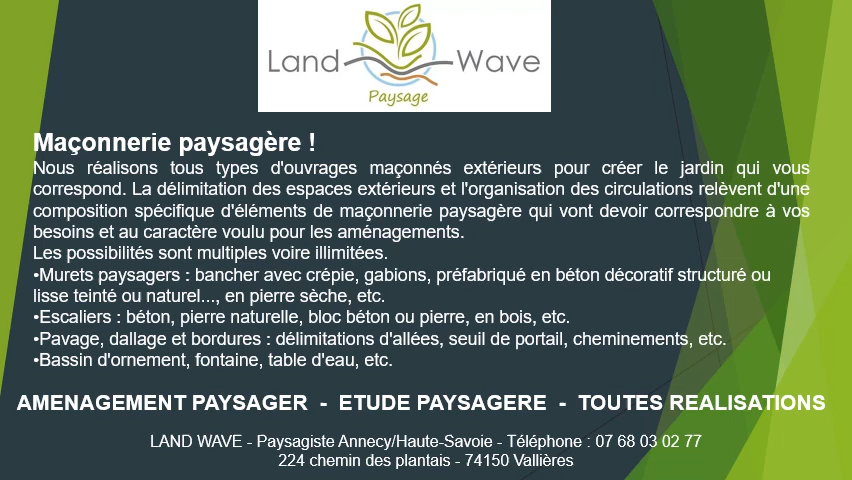 Land Wave
Paysage
Maçonnerie paysagère !
Nous réalisons tous types d'ouvrages maçonnés extérieurs pour créer le jardin qui vous
correspond. La délimitation des espaces extérieurs et l'organisation des circulations relèvent d'une
composition spécifique d'éléments de maçonnerie paysagère qui vont devoir correspondre à vos
besoins et au caractère voulu pour les aménagements.
Les possibilités sont multiples voire illimitées.
•Murets paysagers : bancher avec crépie, gabions, préfabriqué en béton décoratif structuré ou
lisse teinté ou naturel..., en pierre sèche, etc.
•Escaliers : béton, pierre naturelle, bloc béton ou pierre, en bois, etc.
•Pavage, dallage et bordures : délimitations d'allées, seuil de portail, cheminements, etc.
•Bassin d'ornement, fontaine, table d'eau, etc.
AMENAGEMENT PAYSAGER - ETUDE PAYSAGERE - TOUTES REALISATIONS
LAND WAVE - Paysagiste Annecy/Haute-Savoie - Téléphone : 07 68 03 02 77
224 chemin des plantais - 74150 Vallières